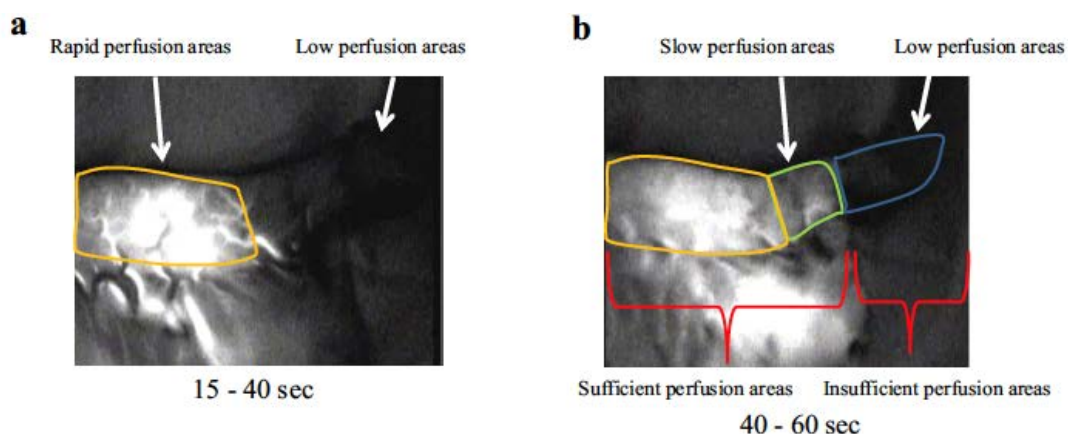 a
Rapid perfusion areas
Low perfusion areas
15 - 40 sec
b
Slow perfusion areas
Low perfusion areas
Sufficient perfusion areas
Insufficient perfusion areas
40 - 60 sec